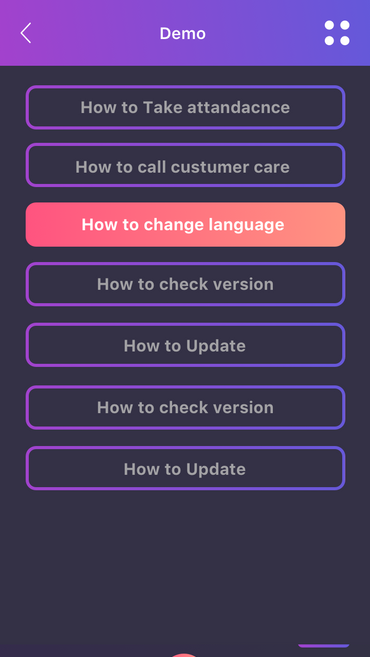 Demo
How to Take attandacnce
How to call custumer care
How to change language
How to check version
How to Update
How to check version
How to Update